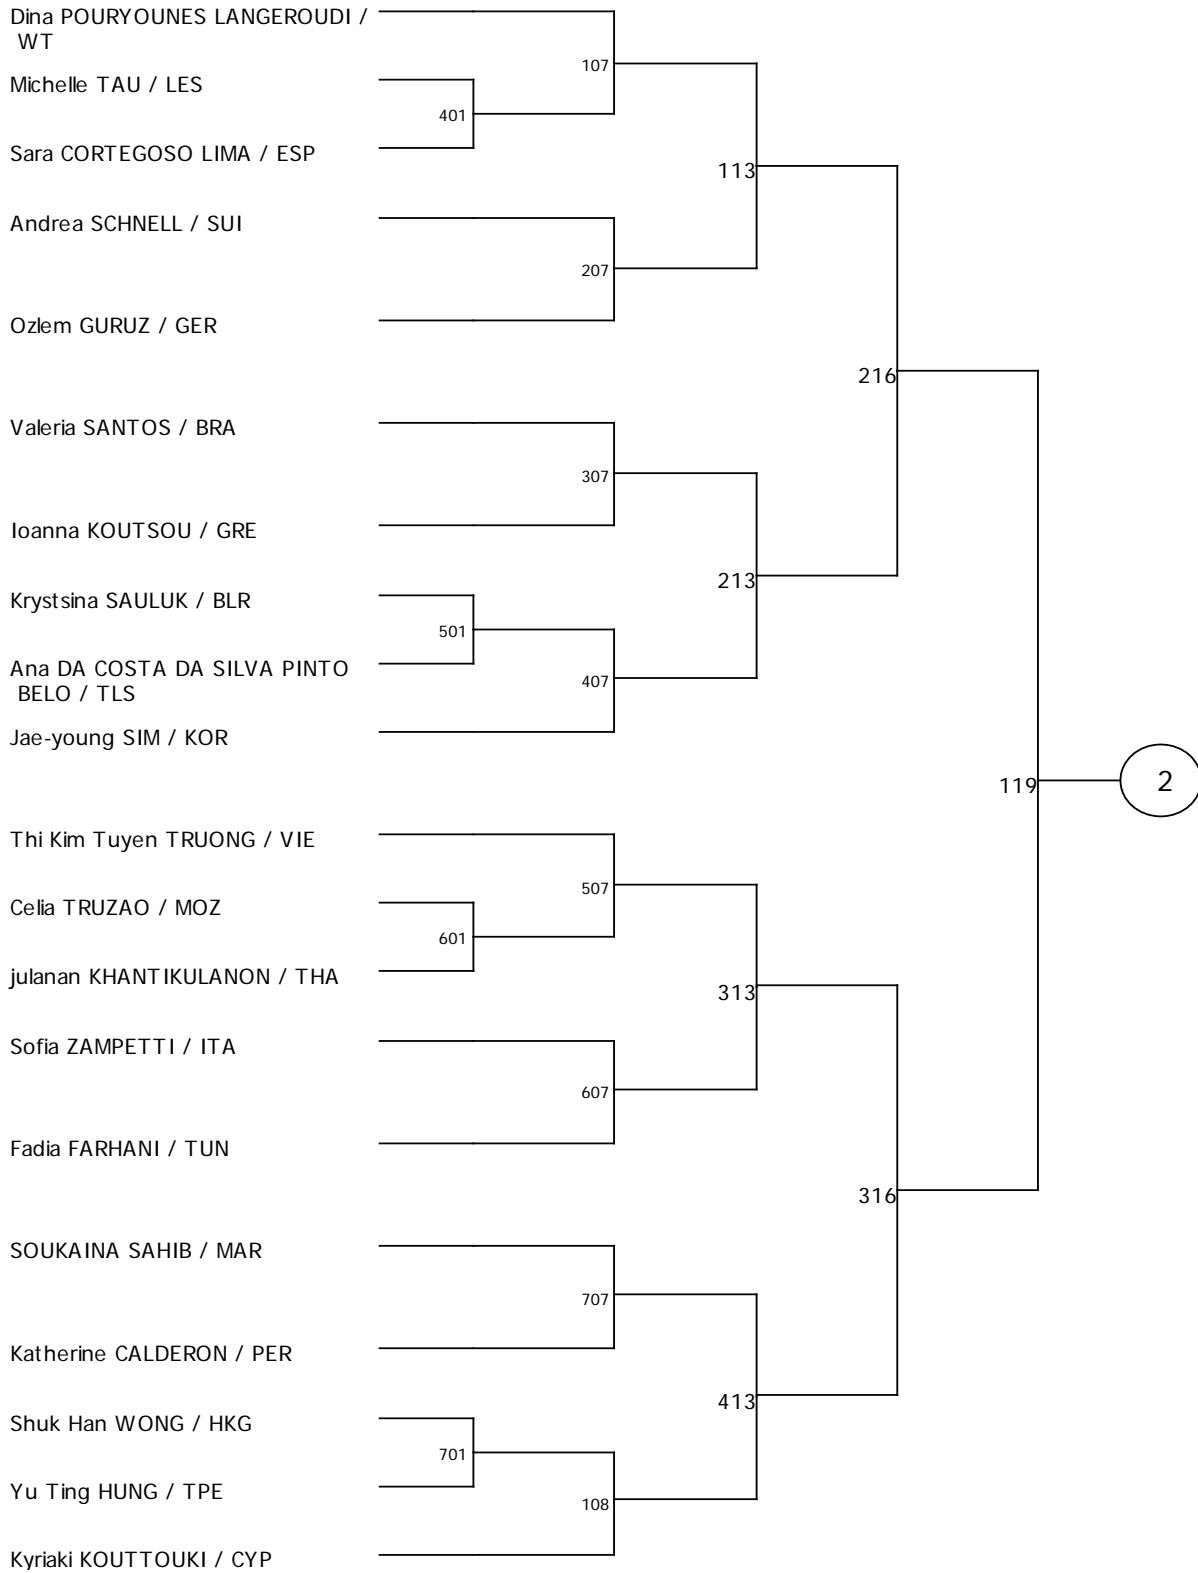 Dina POURYOUNES LANGEROUDI /
WT
107
Michelle TAU / LES
401
Sara CORTEGOSO LIMA / ESP
113
Andrea SCHNELL / SUI
207
Ozlem GURUZ / GER
216
Valeria SANTOS / BRA
307
Ioanna KOUTSOU / GRE
213
Krystsina SAULUK / BLR
501
Ana DA COSTA DA SILVA PINTO
BELO / TLS
407
Jae-young SIM / KOR
119
2
Thi Kim Tuyen TRUONG / VIE
507
Celia TRUZAO / MOZ
601
julanan KHANTIKULANON / THA
313
Sofia ZAMPETTI / ITA
607
Fadia FARHANI / TUN
316
SOUKAINA SAHIB / MAR
707
Katherine CALDERON / PER
413
Shuk Han WONG / HKG
701
Yu Ting HUNG / TPE
108
Kyriaki KOUTTOUKI / CYP